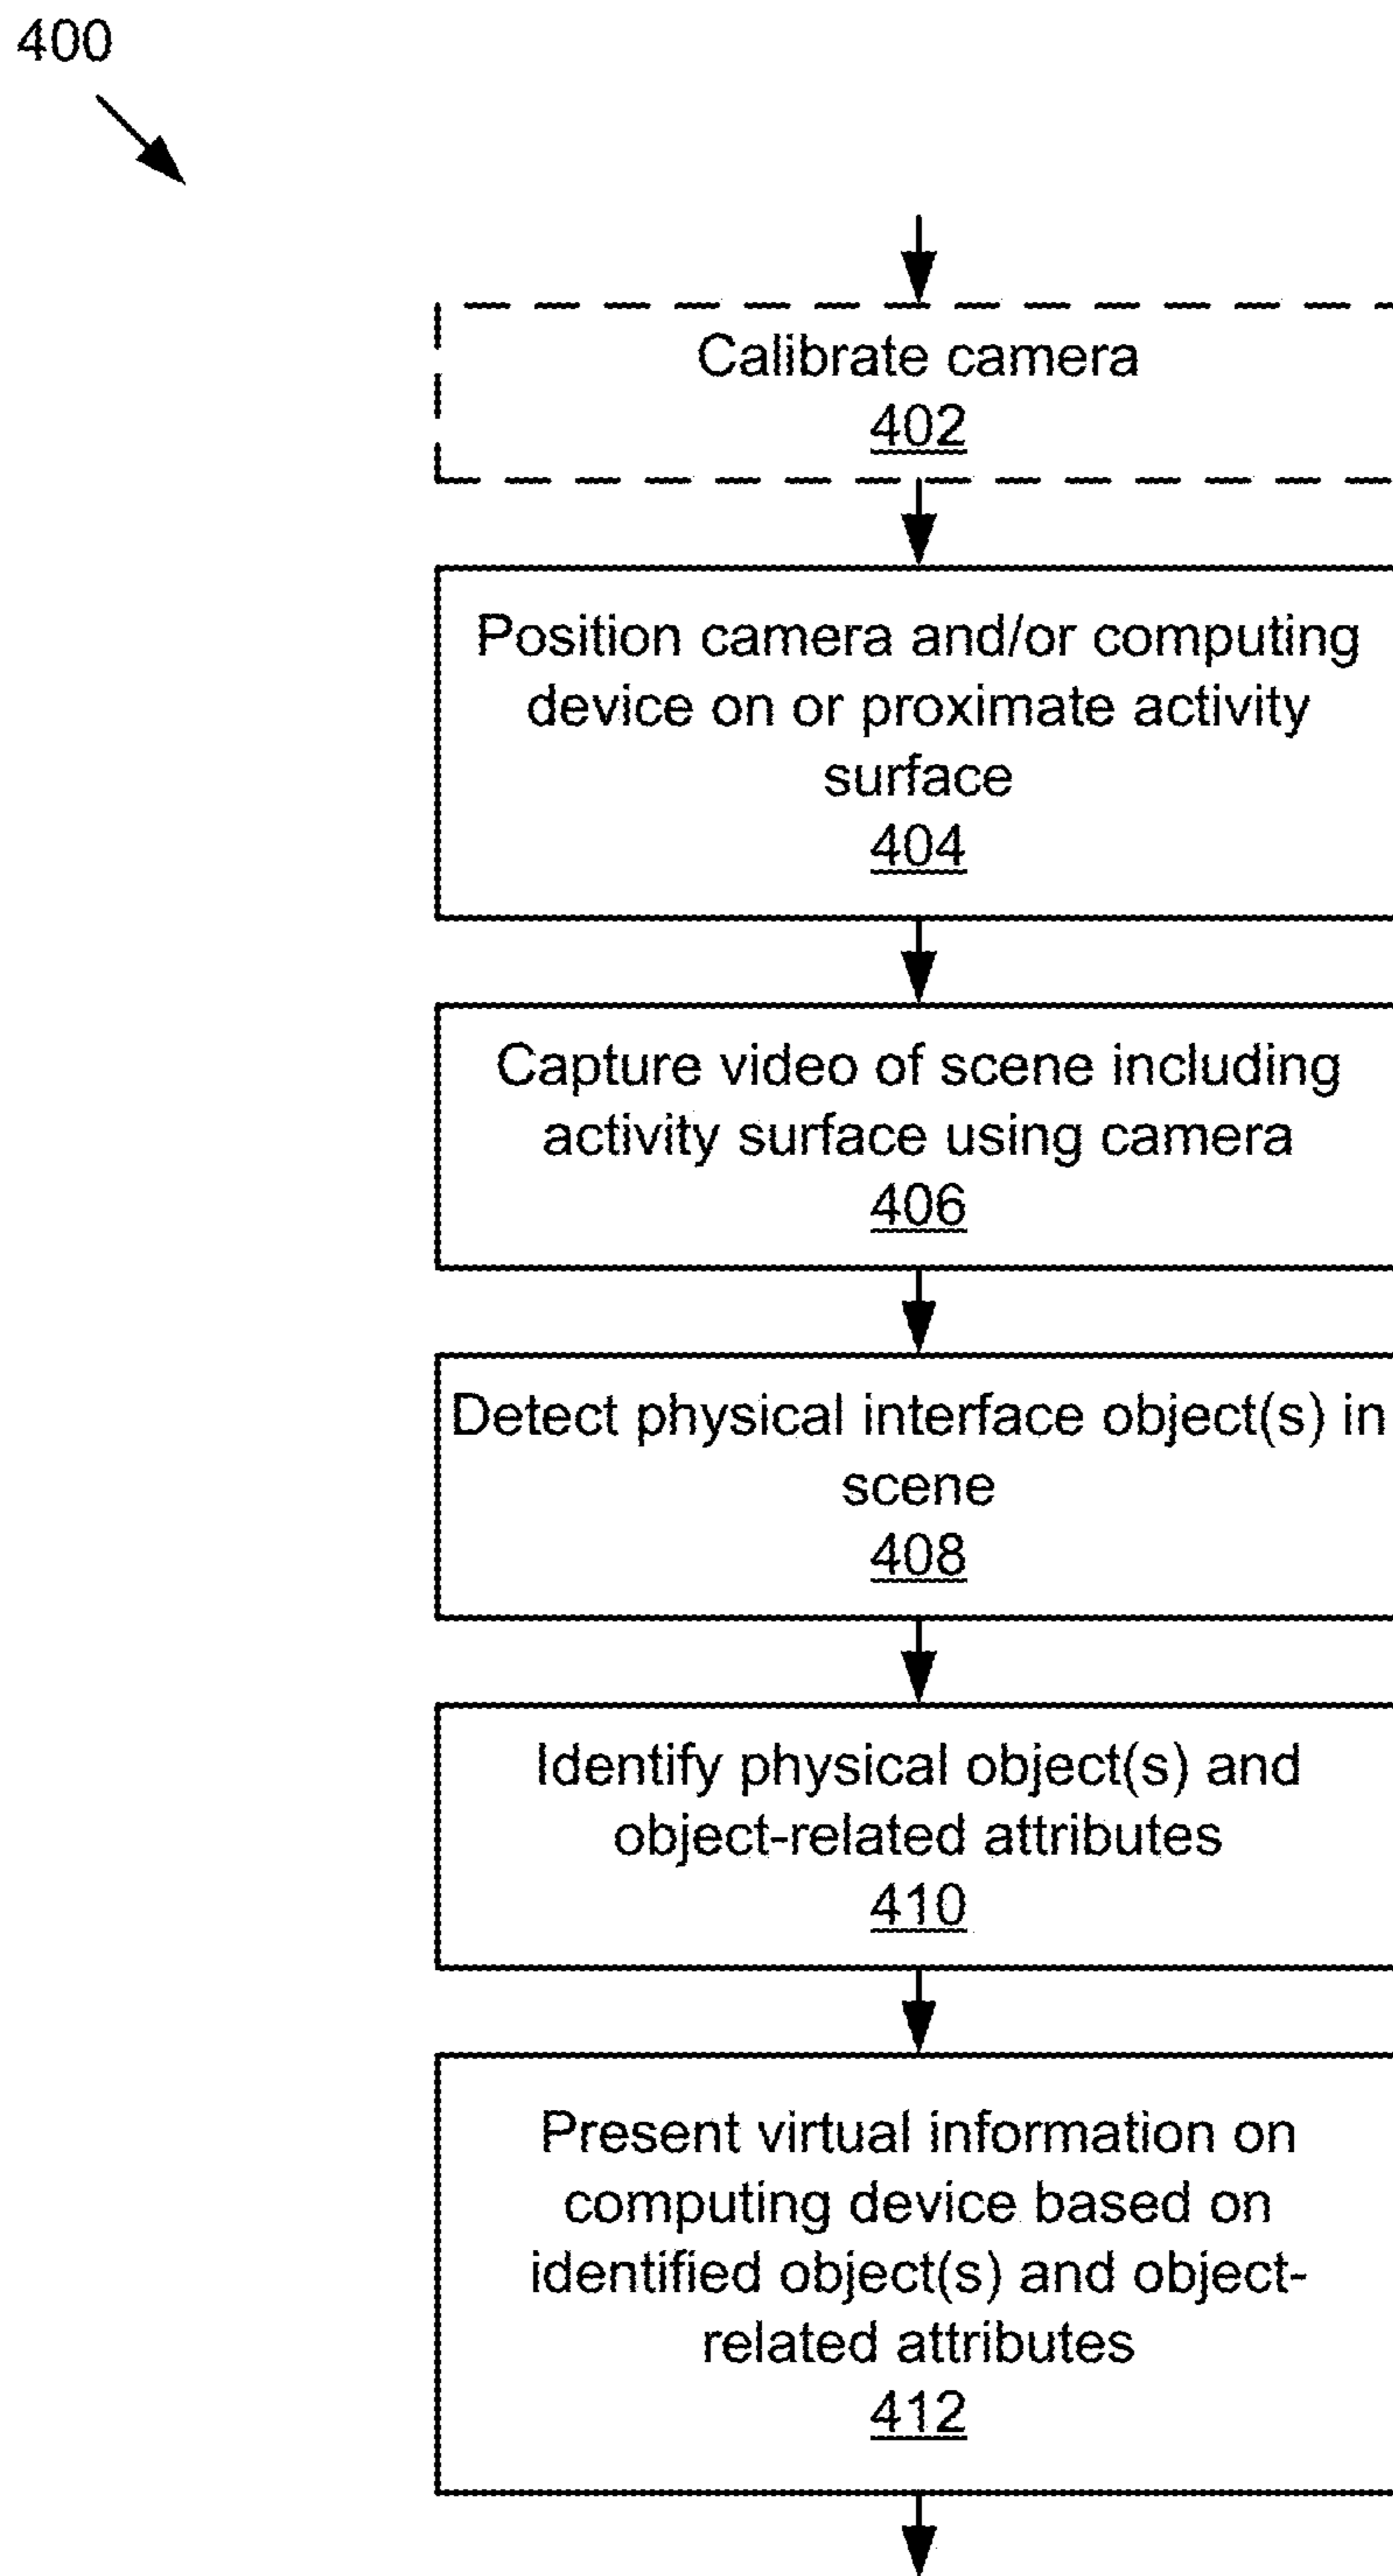 400
Calibrate camera
402
Position camera and/or computing
device on or proximate activity
surface
404
Capture video of scene including
activity surface using camera
406
Detect physical interface object(s) in
scene
408
Identify physical object(s) and
object-related attributes
410
Present virtual information on
computing device based on
identified object(s) and object-
related attributes
412